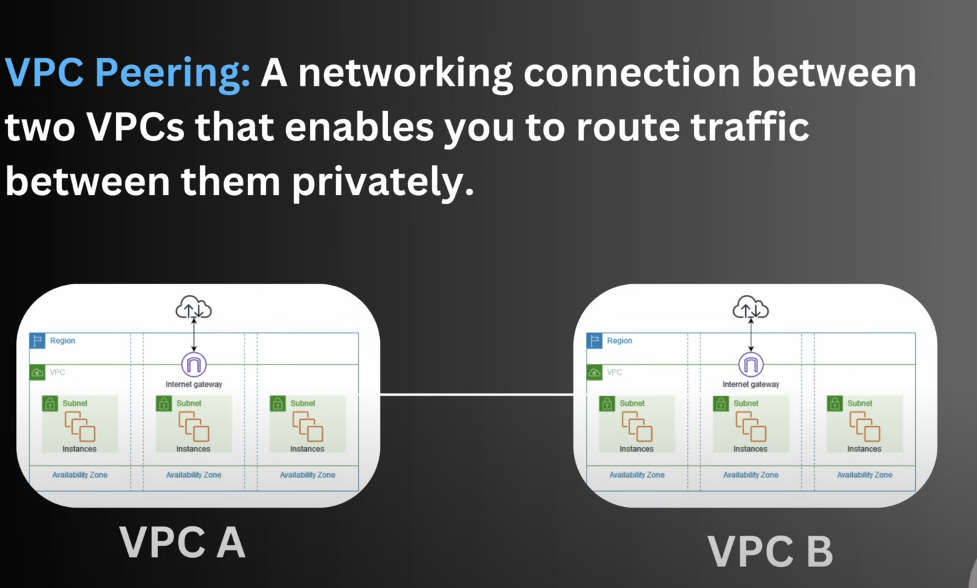 VPC Peering: A networking connection between
two VPCs that enables you to route traffic
between them privately.
Region
VPC
Internet gateway
Subnet Subnet Subnet
Instances Instances Instances
Availability Zone Availability Zone Availability Zone
VPC A
Region
VPC
Internet gateway
Subnet Subnet Subnet
Instances Instances Instances
Availability Zone Availability Zone Availability Zone
VPC B